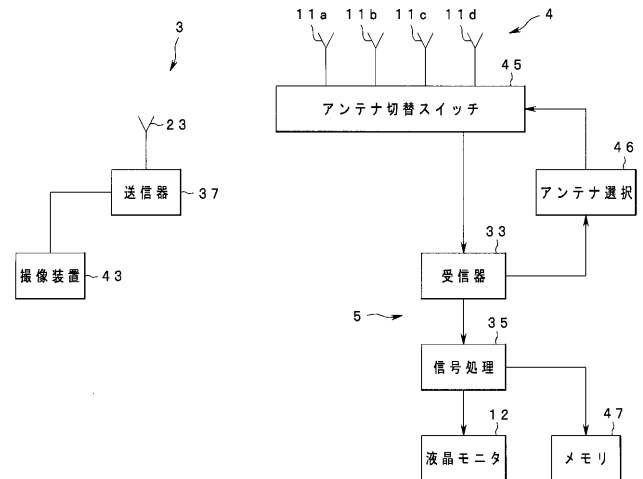 11a 11b 11c 11d
4
3
45
アンテナ切替スイッチ
23
46
アンテナ選択
送信器
37
33
受信器
撮像装置
43
5
35
信号処理
12
47
液晶モニタ
メモリ